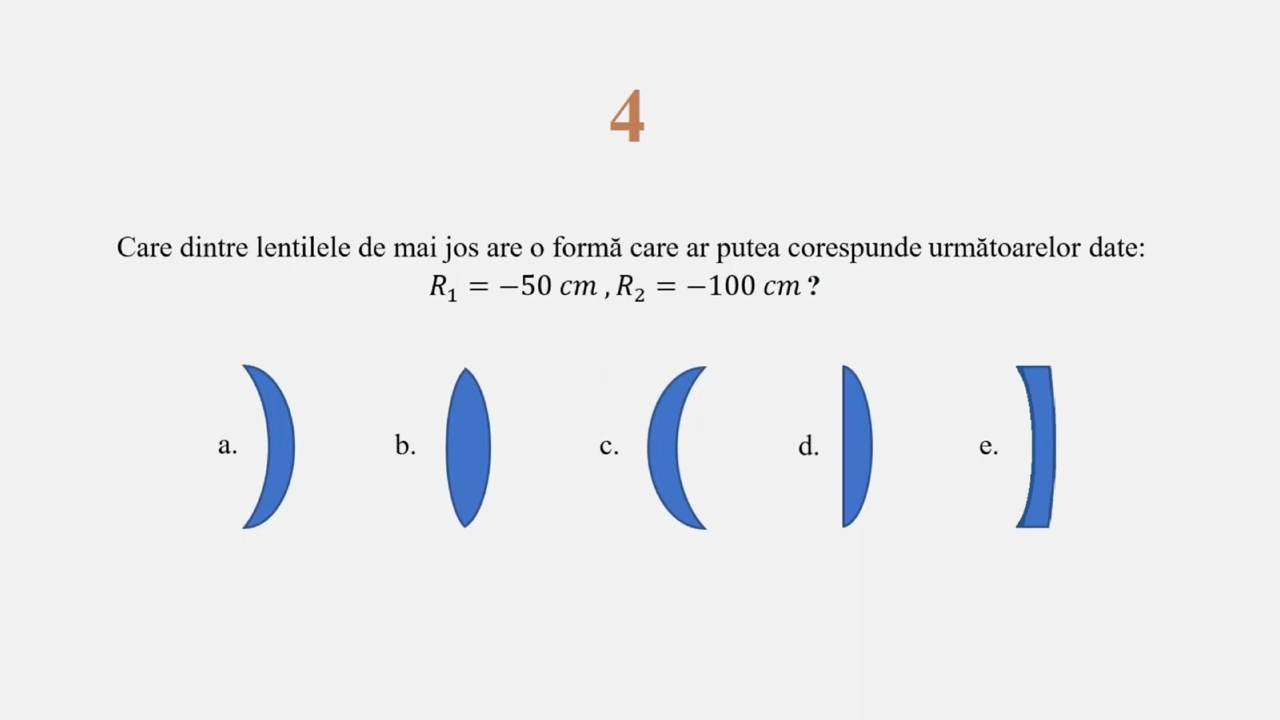 4
Care dintre lentilele de mai jos are o formă care ar putea corespunde următoarelor date:
R₁ = −50 cm , R₂ = −100 cm ?
a. b. c. d. e.